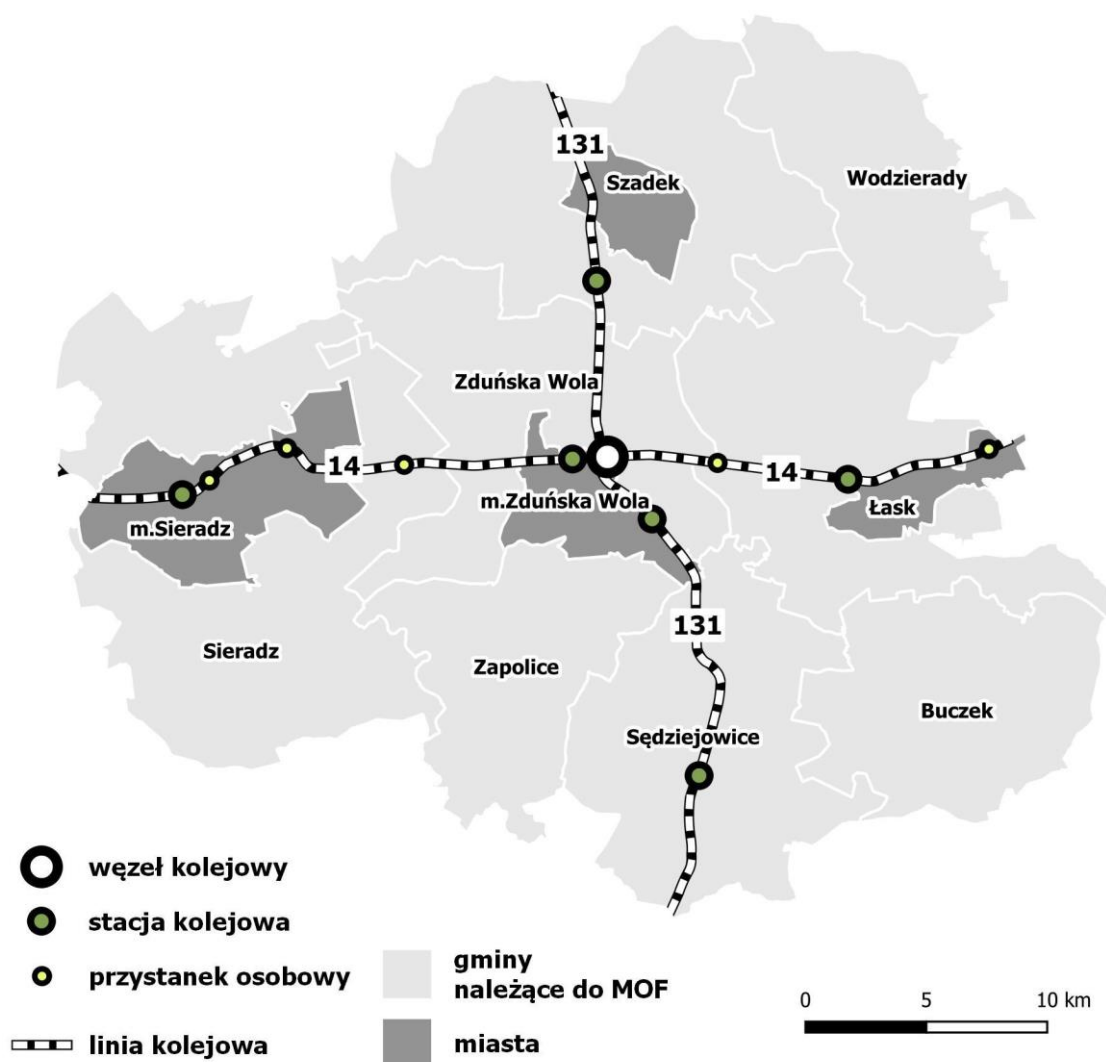 131
Szadek
Wodzierady
Zduńska Wola
14
14
m.Zduńska Wola
Łask
m.Sieradz
131
Sieradz
Zapolice
Buczek
Sędziejowice
węzeł kolejowy
stacja kolejowa
przystanek osobowy
linia kolejowa
gminy
należące do MOF
miasta
0 5 10 km